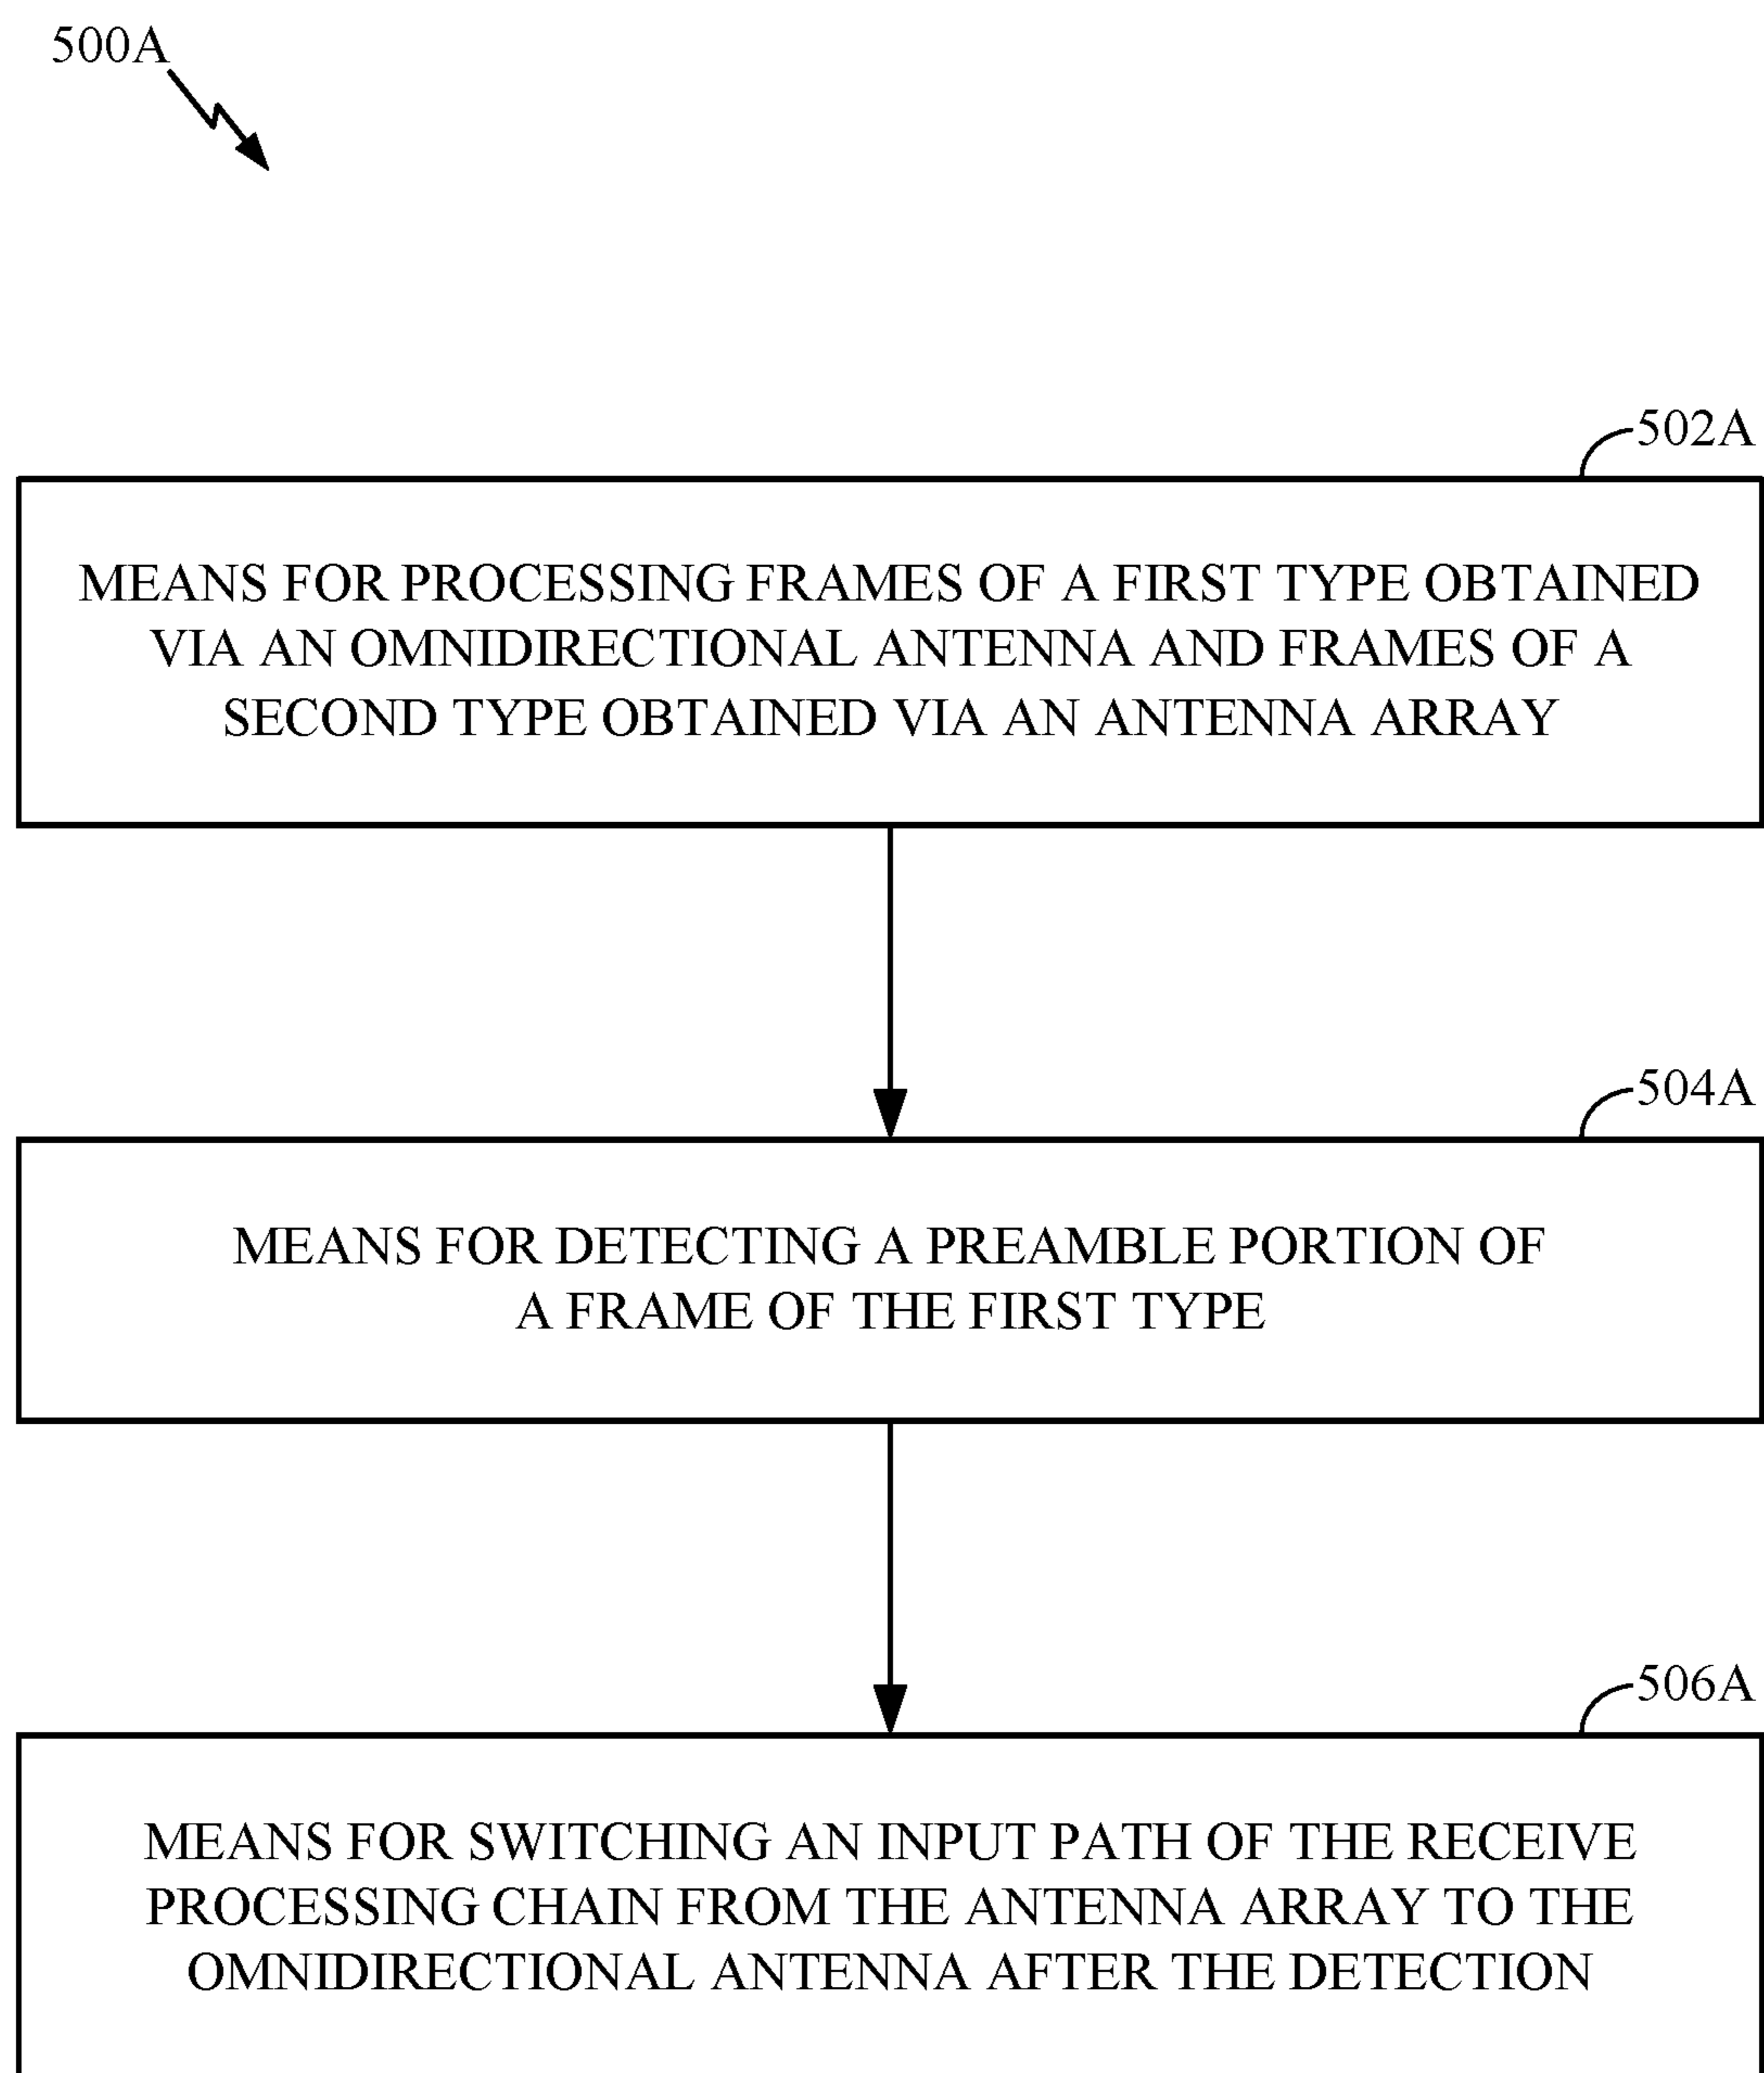 500A
502A
MEANS FOR PROCESSING FRAMES OF A FIRST TYPE OBTAINED
VIA AN OMNIDIRECTIONAL ANTENNA AND FRAMES OF A
SECOND TYPE OBTAINED VIA AN ANTENNA ARRAY
504A
MEANS FOR DETECTING A PREAMBLE PORTION OF
A FRAME OF THE FIRST TYPE
506A
MEANS FOR SWITCHING AN INPUT PATH OF THE RECEIVE
PROCESSING CHAIN FROM THE ANTENNA ARRAY TO THE
OMNIDIRECTIONAL ANTENNA AFTER THE DETECTION